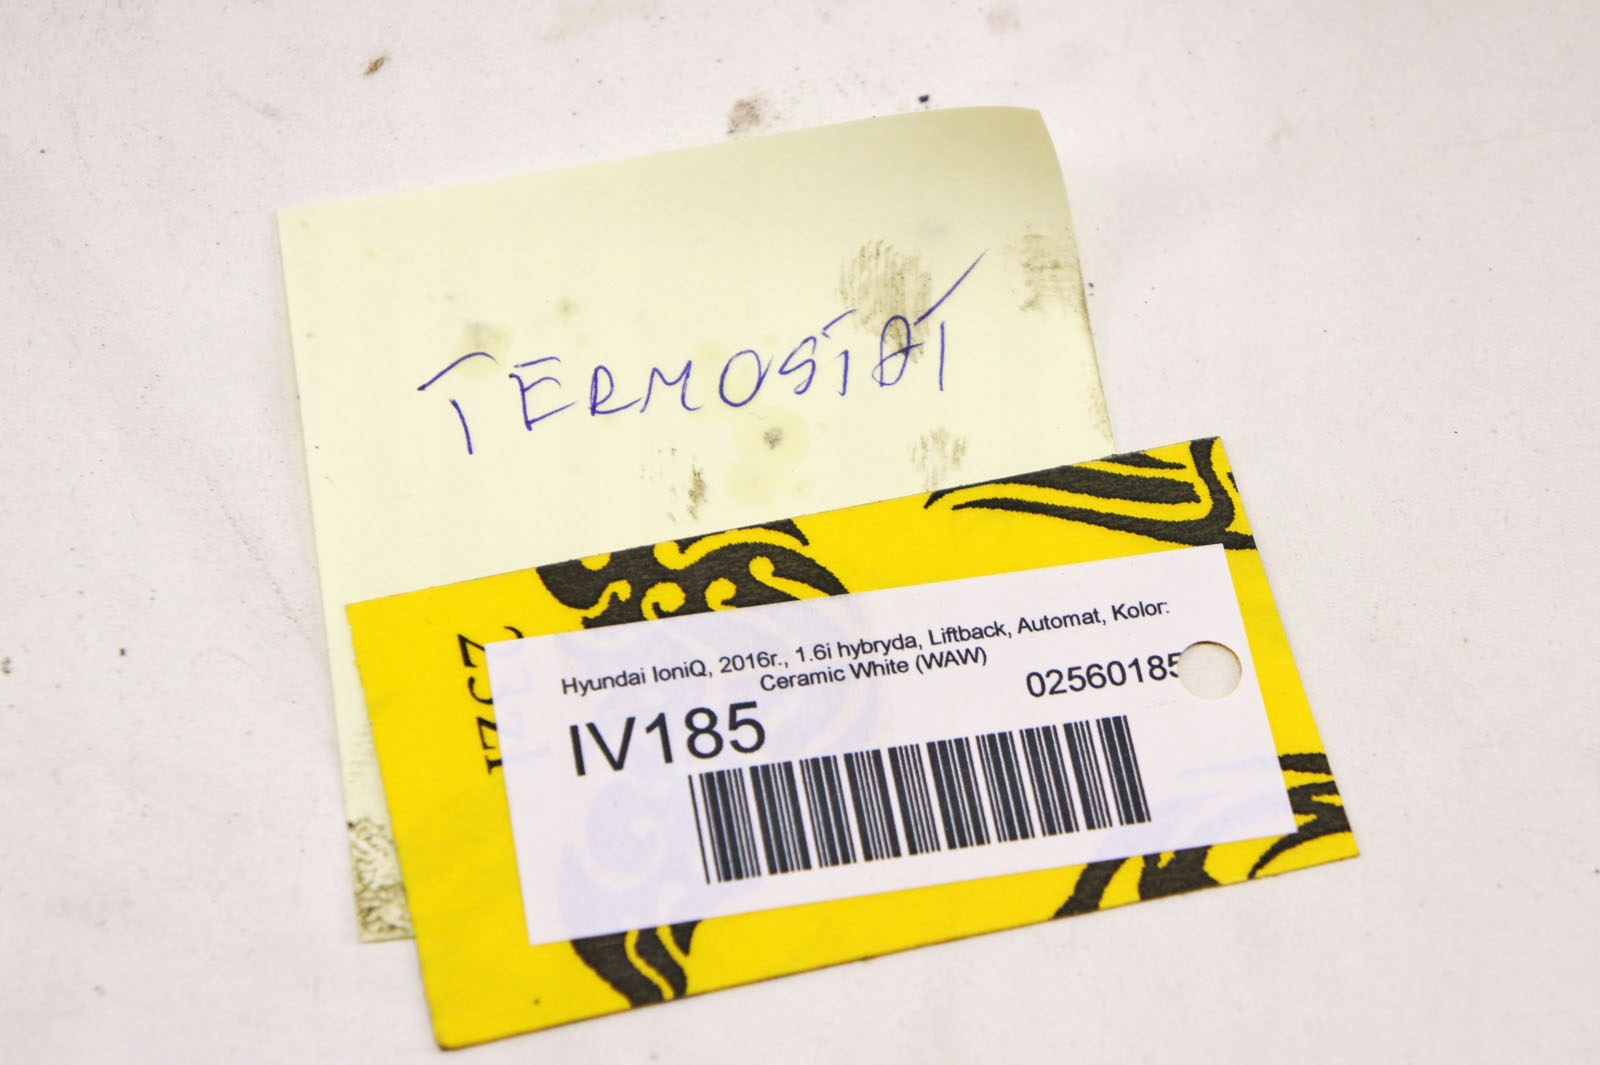 TERMOSTAT
Hyundai IoniQ, 2016r., 1.6i hybryda, Liftback, Automat, Kolor:
Ceramic White (WAW)
02560185
IV185